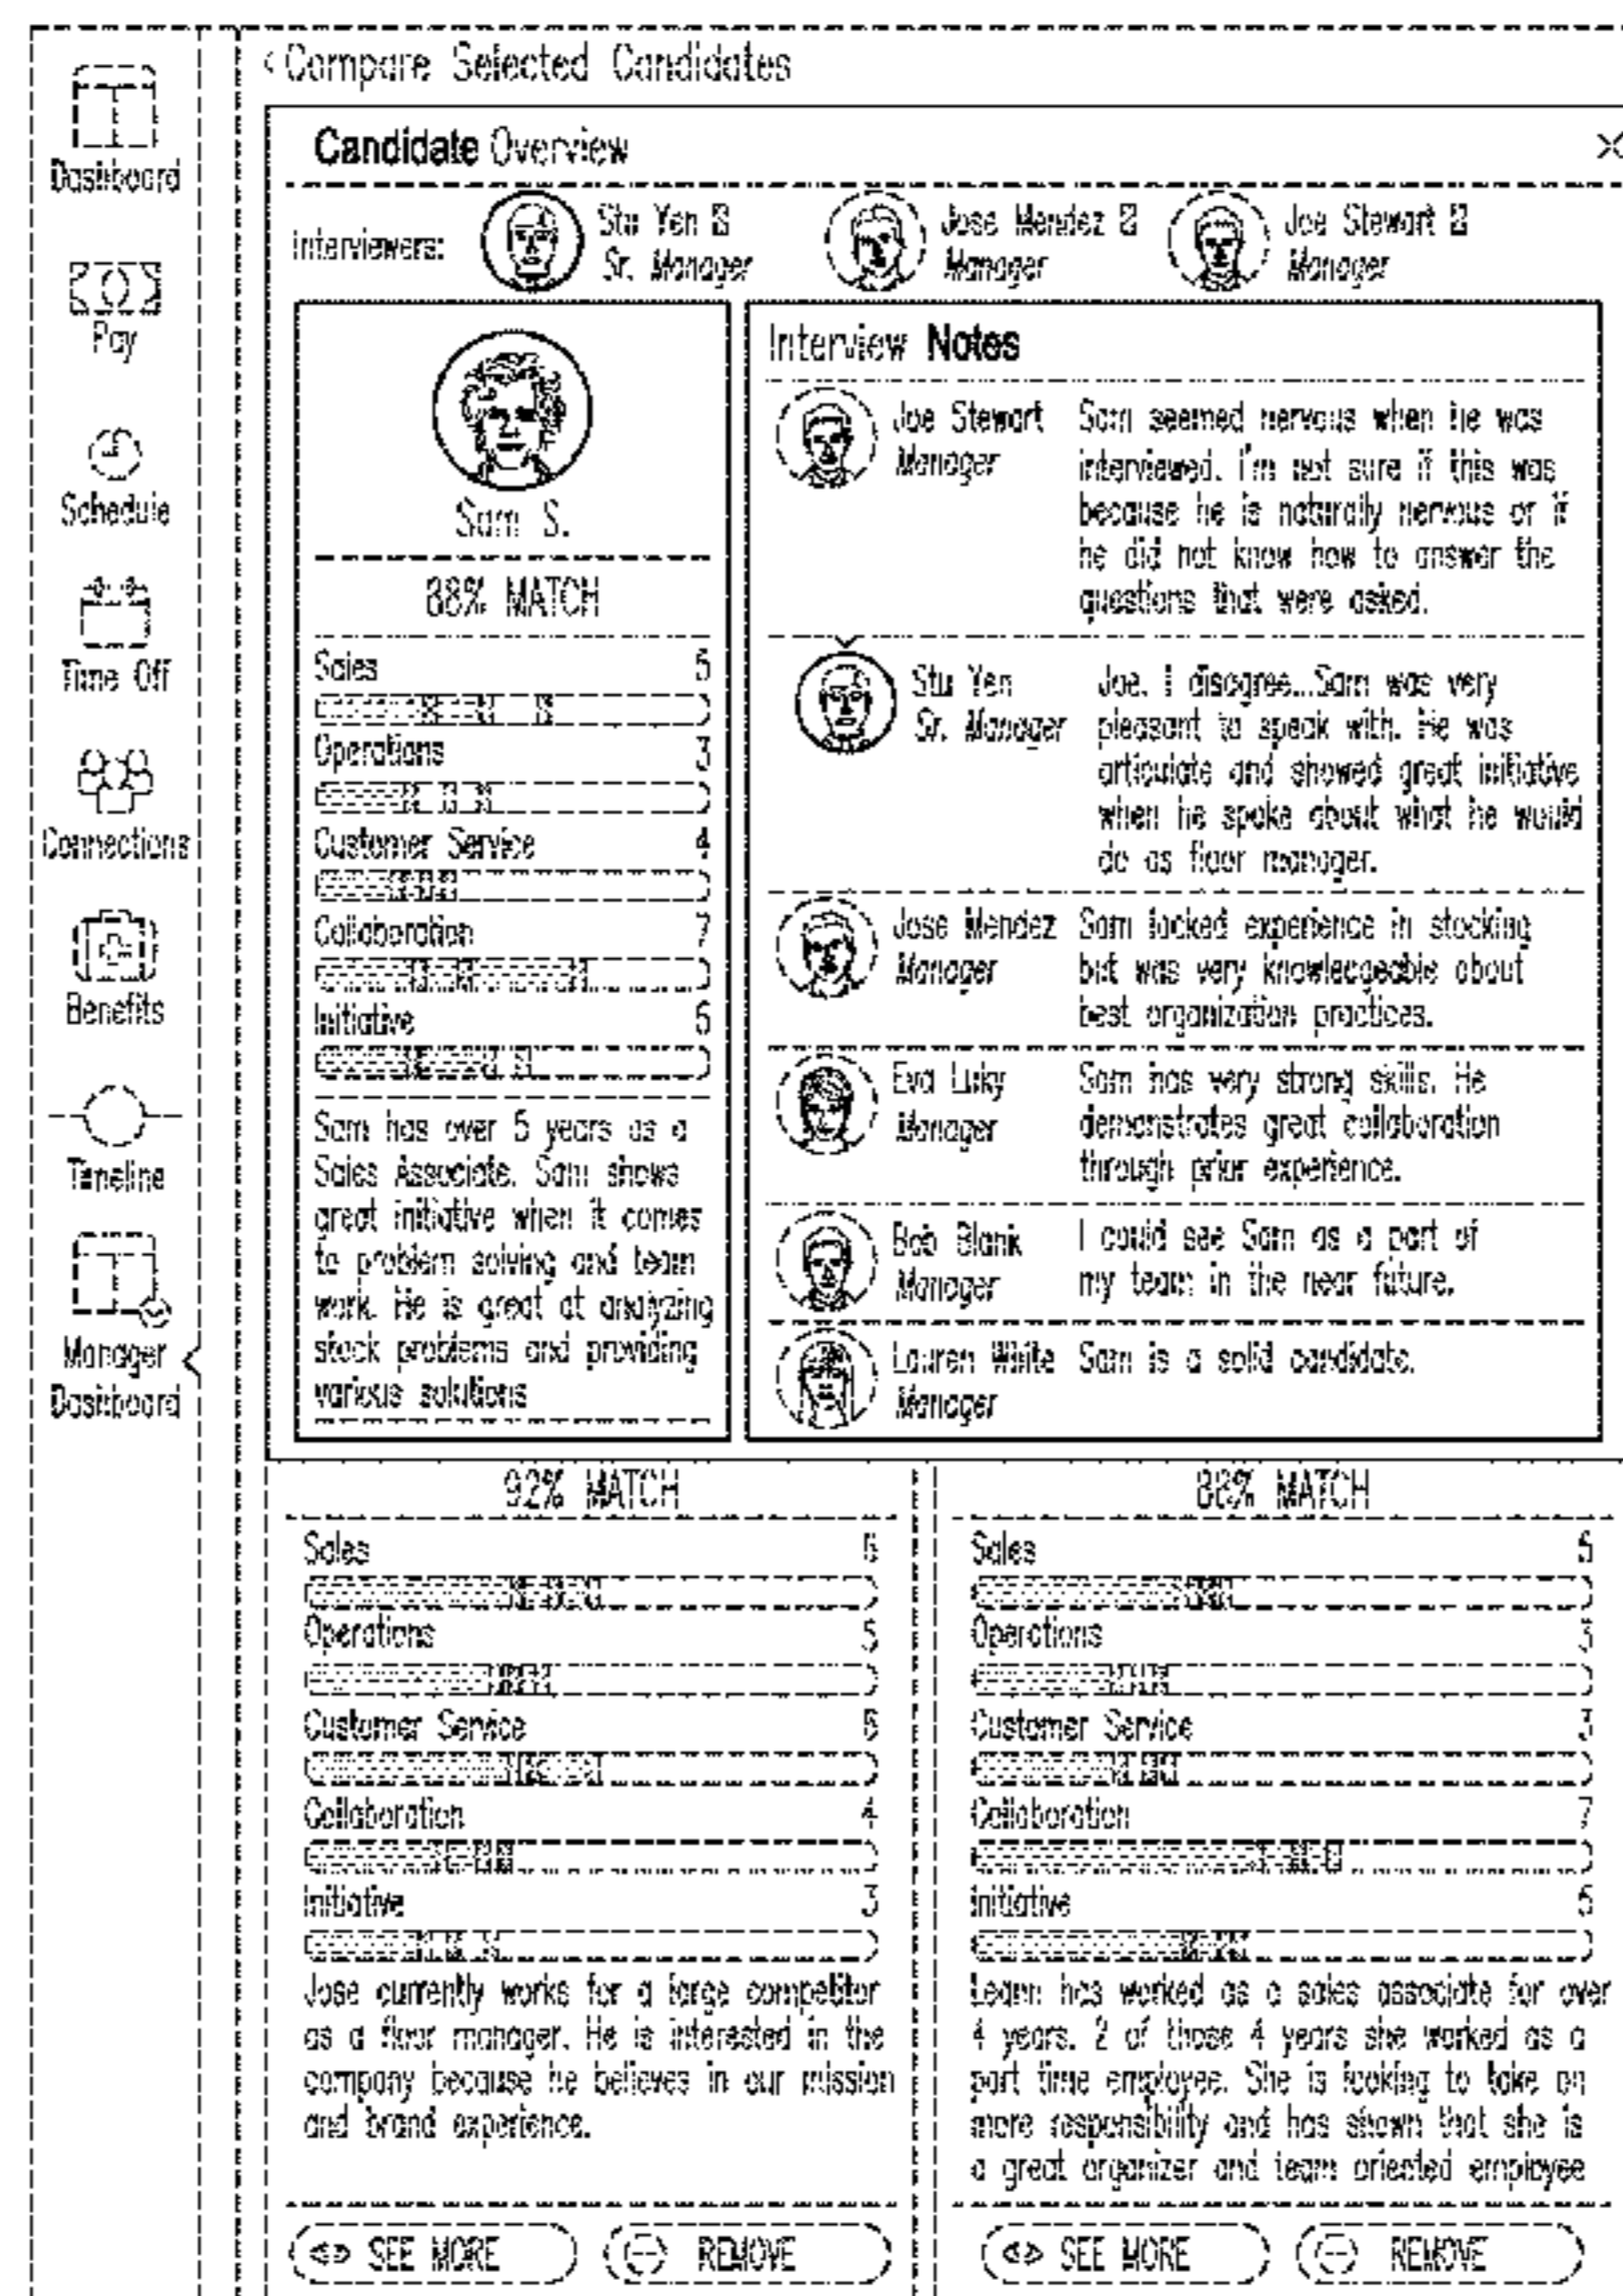 Compare Selected Candidates
Candidate Overview
Interviewers:
Stu Yen
Sr. Manager
Jose Mendez
Manager
Joe Stewart
Manager
Dashboard
Pay
Schedule
Time Off
Connections
Benefits
Timeline
Manager
Dashboard
Sam S.
88% MATCH
Sales 5
Operations 3
Customer Service 4
Collaboration 7
Initiative
Sam has over 5 years as a
Sales Associate. Sam shows
great initiative when it comes
to problem solving and team
work. He is great at analyzing
stock problems and providing
various solutions
Interview Notes
Joe Stewart
Manager
Sam seemed nervous when he was
interviewed. I'm not sure if this was
because he is naturally nervous or if
he did not know how to answer the
questions that were asked.
Stu Yen
Sr. Manager
Joe, I disagree...Sam was very
pleasant to speak with. He was
articulate and showed great initiative
when he spoke about what he would
do as floor manager.
Jose Mendez
Manager
Sam lacked experience in stocking
but was very knowledgeable about
best organization practices.
Eva Luky
Manager
Sam has very strong skills. He
demonstrates great collaboration
through prior experience.
Bob Blank
Manager
I could see Sam as a part of
my team in the near future.
Lauren White
Manager
Sam is a solid candidate.
92% MATCH
Sales
Operations 5
Customer Service
Collaboration 4
Initiative 3
Jose currently works for a large competitor
as a floor manager. He is interested in the
company because he believes in our mission
and brand experience.
SEE MORE
REMOVE
88% MATCH
Sales 5
Operations 3
Customer Service 3
Collaboration 7
Initiative
Leann has worked as a sales associate for over
4 years. 2 of those 4 years she worked as a
part time employee. She is looking to take on
more responsibility and has shown that she is
a great organizer and team oriented employee
SEE MORE
REMOVE